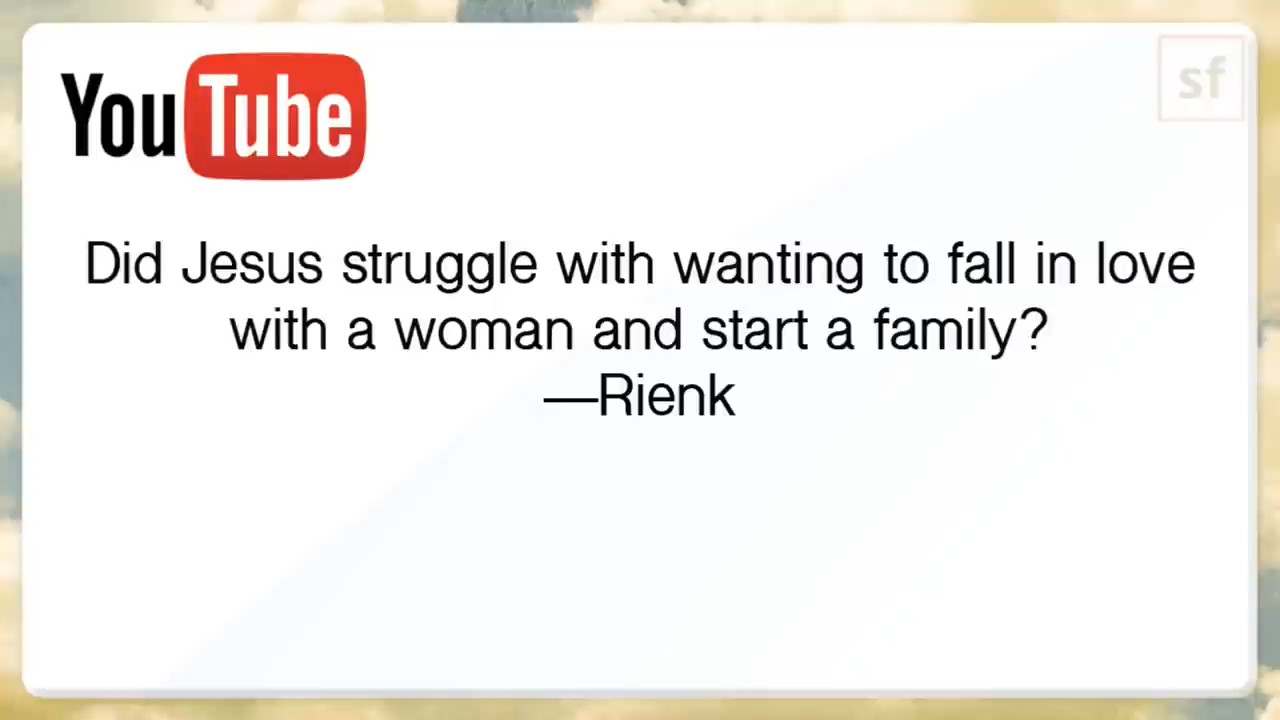 YouTube
sf
Did Jesus struggle with wanting to fall in love
with a woman and start a family?
—Rienk